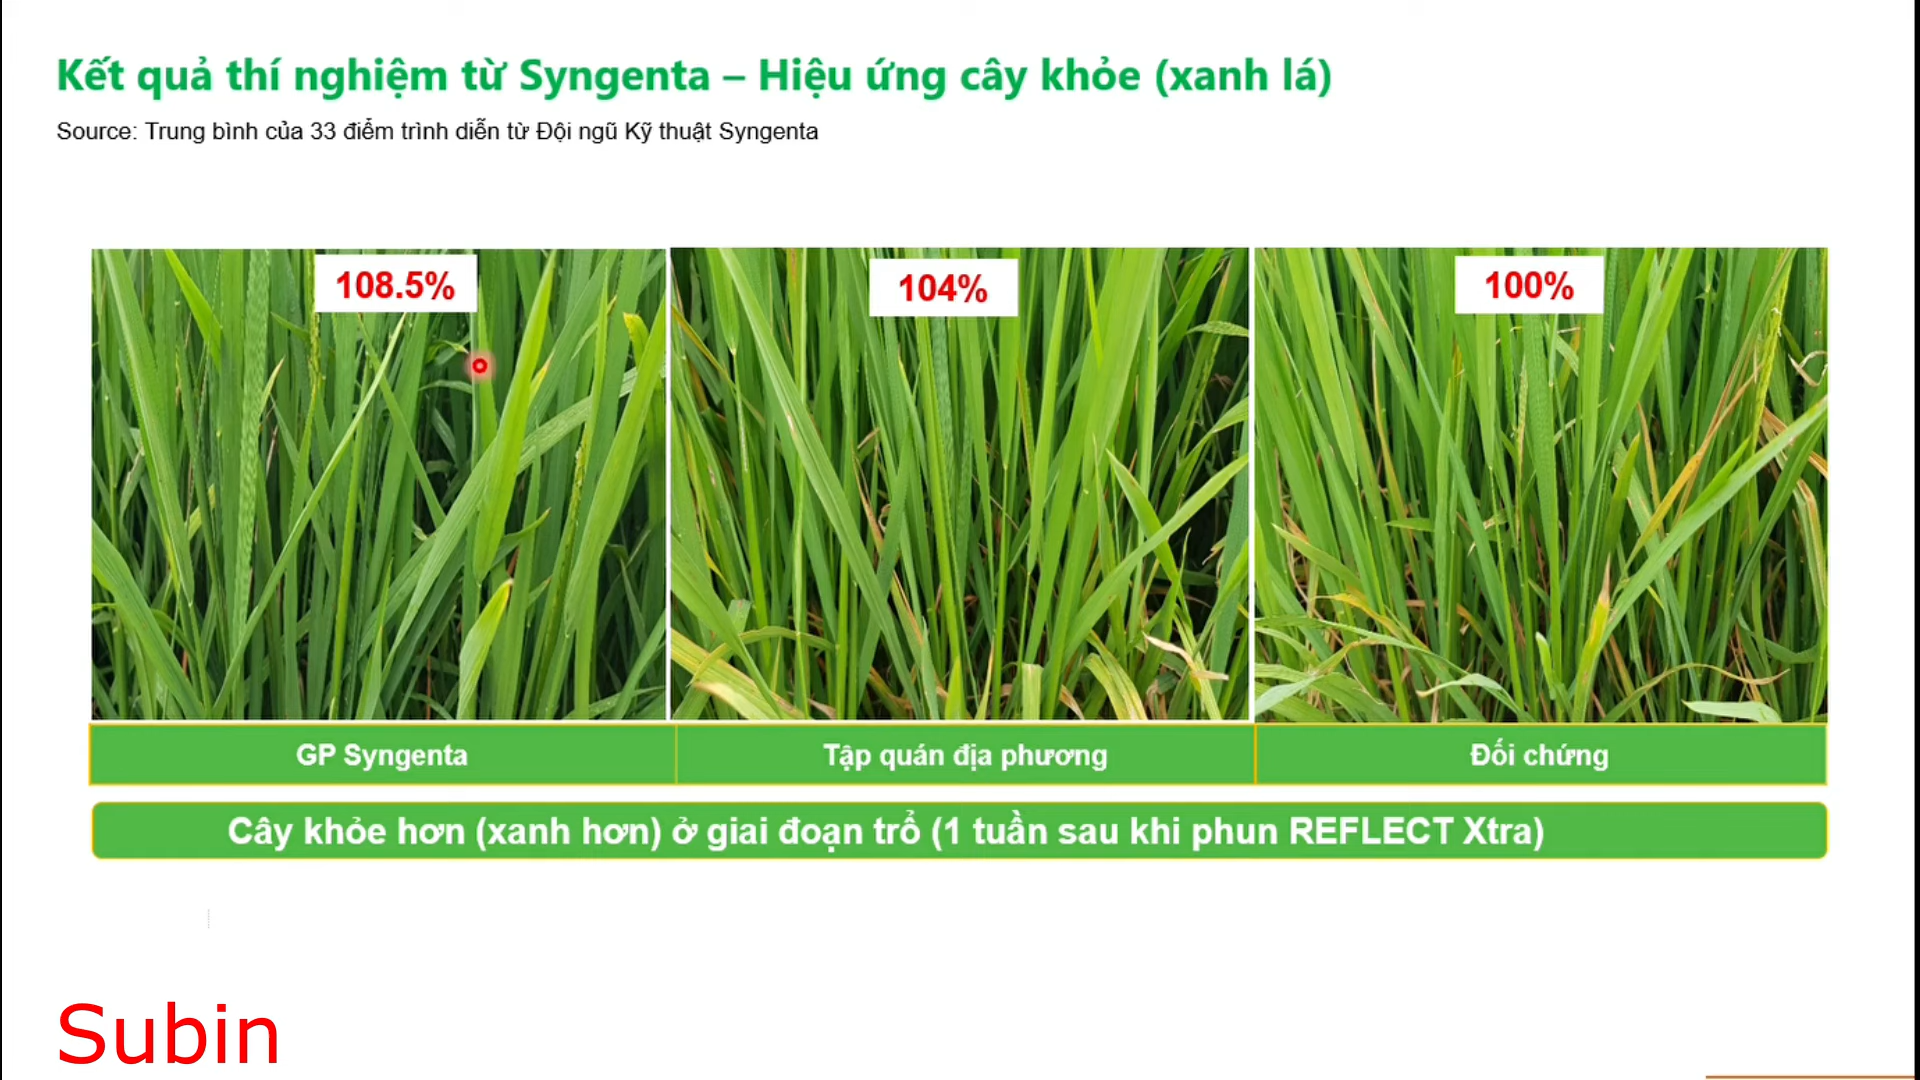 Kết quả thí nghiệm từ Syngenta – Hiệu ứng cây khỏe (xanh lá)
Source: Trung bình của 33 điểm trình diễn từ Đội ngũ Kỹ thuật Syngenta
108.5%
104%
100%
GP Syngenta
Tập quán địa phương
Đối chứng
Cây khỏe hơn (xanh hơn) ở giai đoạn trổ (1 tuần sau khi phun REFLECT Xtra)
Subin